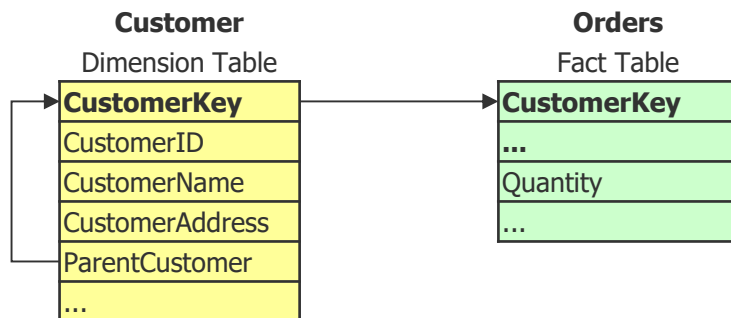 Customer
Dimension Table
CustomerKey
CustomerID
CustomerName
CustomerAddress
ParentCustomer
...
Orders
Fact Table
CustomerKey
...
Quantity
...